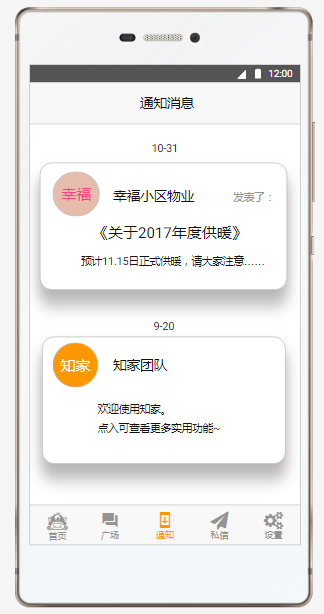 12:00
通知消息
10-31
幸福
幸福小区物业
发表了：
《关于2017年度供暖》
预计11.15日正式供暖，请大家注意......
9-20
知家
知家团队
欢迎使用知家。
点入可查看更多实用功能~
首页
广场
通知
私信
设置